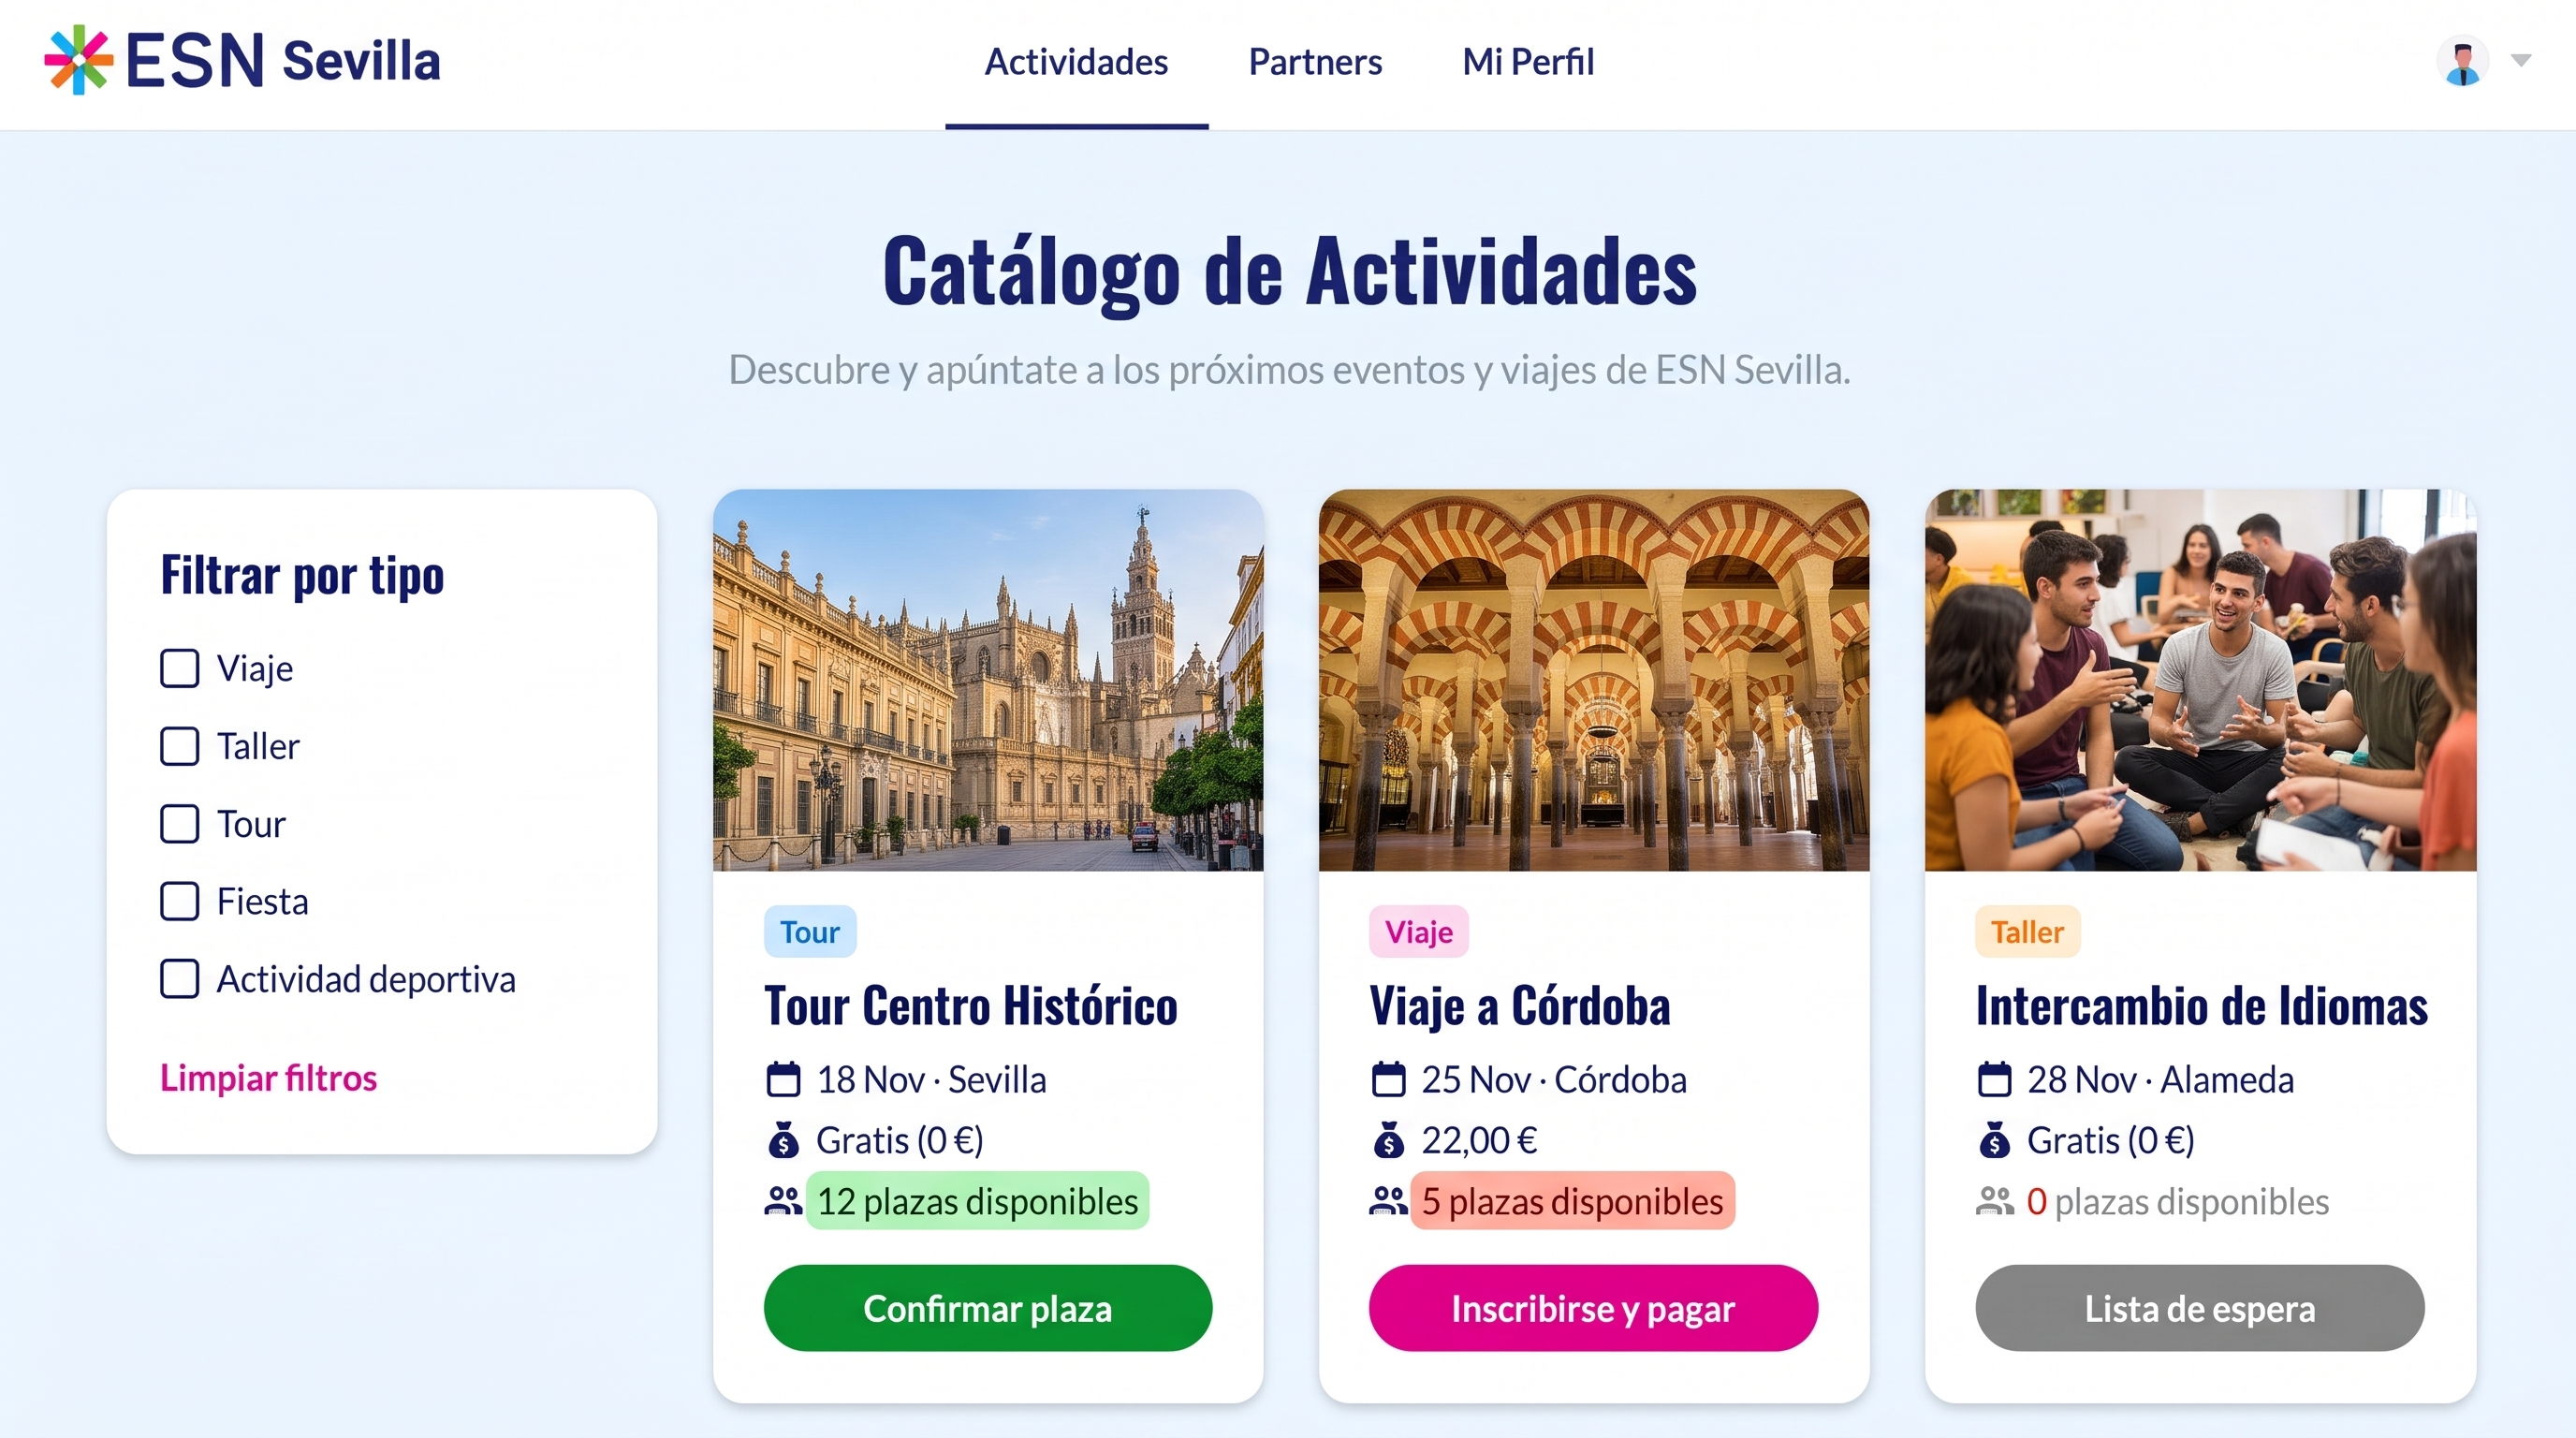 ESN Sevilla
Actividades
Partners
Mi Perfil
Catálogo de Actividades
Descubre y apúntate a los próximos eventos y viajes de ESN Sevilla.
Filtrar por tipo
Viaje
Taller
Tour
Fiesta
Actividad deportiva
Limpiar filtros
Tour
Tour Centro Histórico
18 Nov · Sevilla
Gratis (0 €)
12 plazas disponibles
Confirmar plaza
Viaje
Viaje a Córdoba
25 Nov · Córdoba
22,00 €
5 plazas disponibles
Inscribirse y pagar
Taller
Intercambio de Idiomas
28 Nov · Alameda
Gratis (0 €)
0 plazas disponibles
Lista de espera